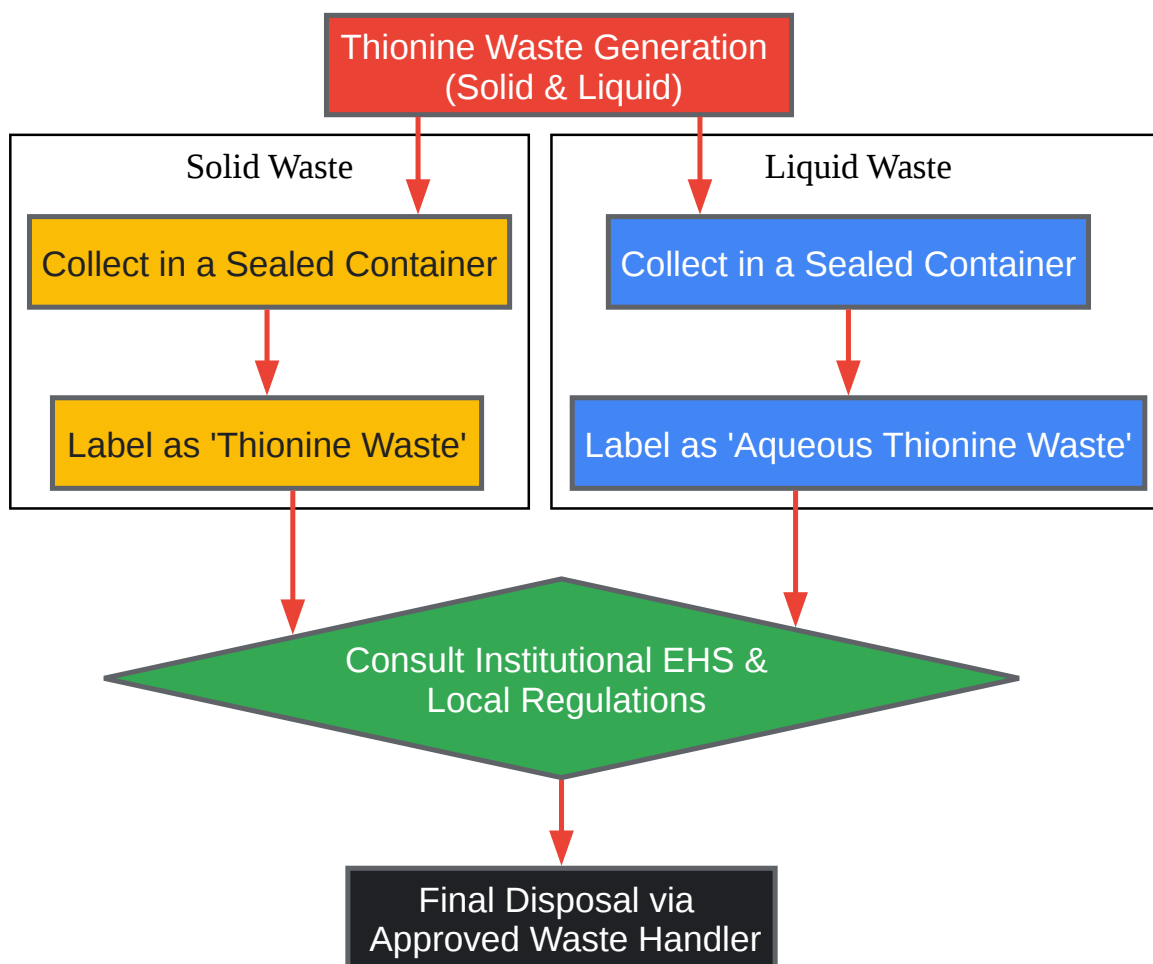 Thionine Waste Generation
(Solid & Liquid)
Solid Waste
Liquid Waste
Collect in a Sealed Container
Collect in a Sealed Container
Label as 'Thionine Waste'
Label as 'Aqueous Thionine Waste'
Consult Institutional EHS &
Local Regulations
Final Disposal via
Approved Waste Handler